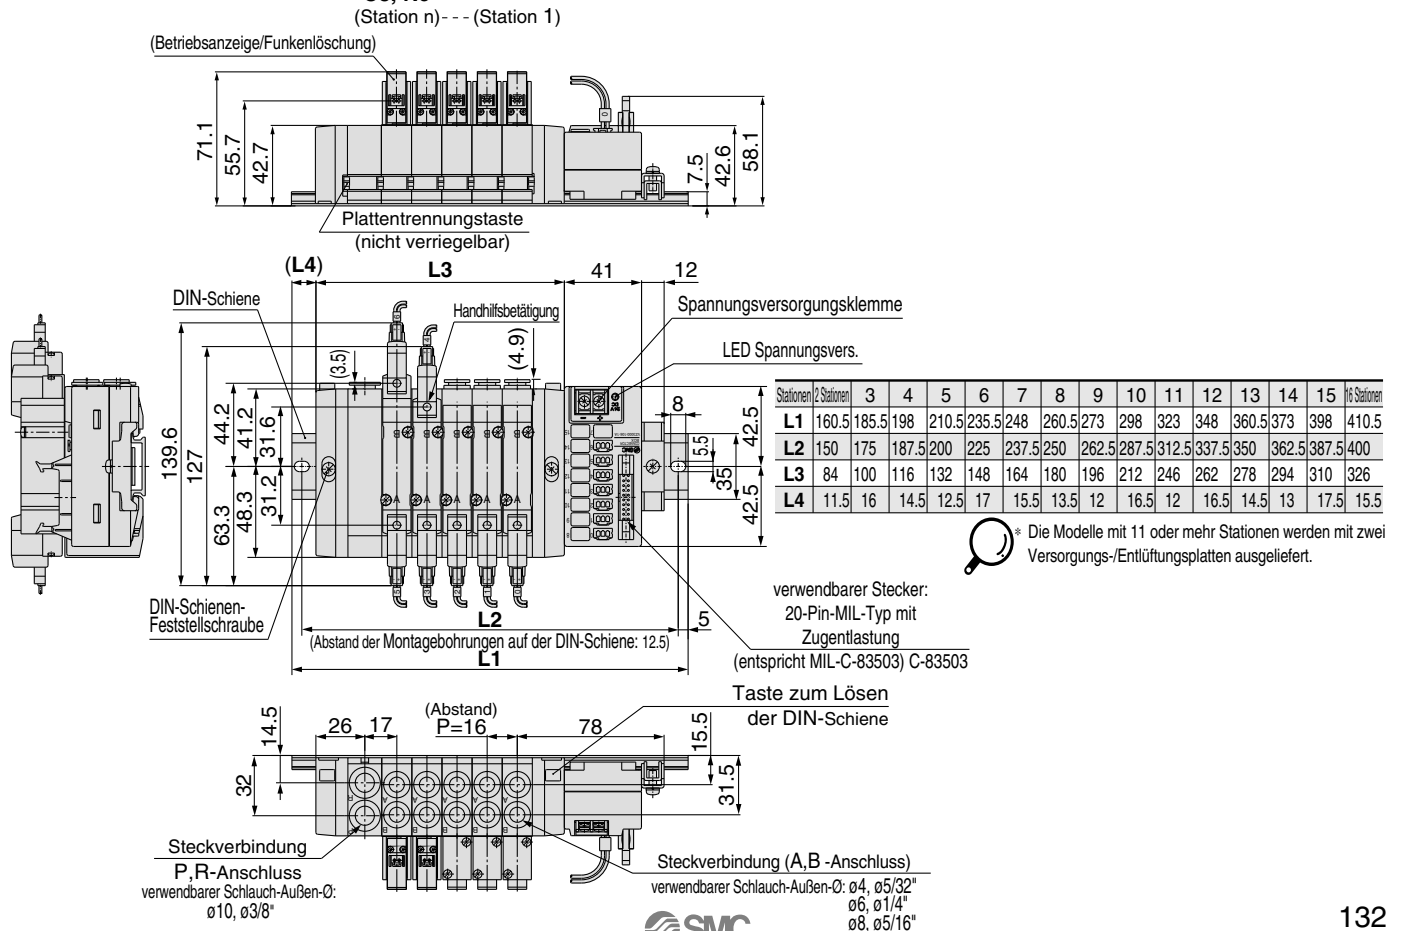 (Station n)--- (Station 1)
(Betriebsanzeige/Funkenlöschung)
71.1
55.7
42.7
7.5
42.6
58.1
Plattentrennungstaste
(nicht verriegelbar)
(L4)
L3
41
12
DIN-Schiene
Handhilfsbetätigung
Spannungsversorgungsklemme
LED Spannungsvers.
(3.5)
(4.9)
139.6
127
44.2
41.2
31.6
63.3
48.3
31.2
8
5.5
35
42.5
42.5
DIN-Schienen-
Feststellschraube
L2
5
(Abstand der Montagebohrungen auf der DIN-Schiene: 12.5)
L1
Stationen 2 Stationen 3 4 5 6 7 8 9 10 11 12 13 14 15 16 Stationen
L1 160.5 185.5 198 210.5 235.5 248 260.5 273 298 323 348 360.5 373 398 410.5
L2 150 175 187.5 200 225 237.5 250 262.5 287.5 312.5 337.5 350 362.5 387.5 400
L3 84 100 116 132 148 164 180 196 212 246 262 278 294 310 326
L4 11.5 16 14.5 12.5 17 15.5 13.5 12 16.5 12 16.5 14.5 13 17.5 15.5
* Die Modelle mit 11 oder mehr Stationen werden mit zwei
Versorgungs-/Entlüftungsplatten ausgeliefert.
verwendbarer Stecker:
20-Pin-MIL-Typ mit
Zugentlastung
(entspricht MIL-C-83503) C-83503
Taste zum Lösen
der DIN-Schiene
14.5
32
26
17
(Abstand)
P=16
78
15.5
31.5
Steckverbindung
P,R-Anschluss
verwendbarer Schlauch-Außen-Ø:
ø10, ø3/8"
Steckverbindung (A,B -Anschluss)
verwendbarer Schlauch-Außen-Ø: ø4, ø5/32"
ø6, ø1/4"
ø8, ø5/16"
SMC
132